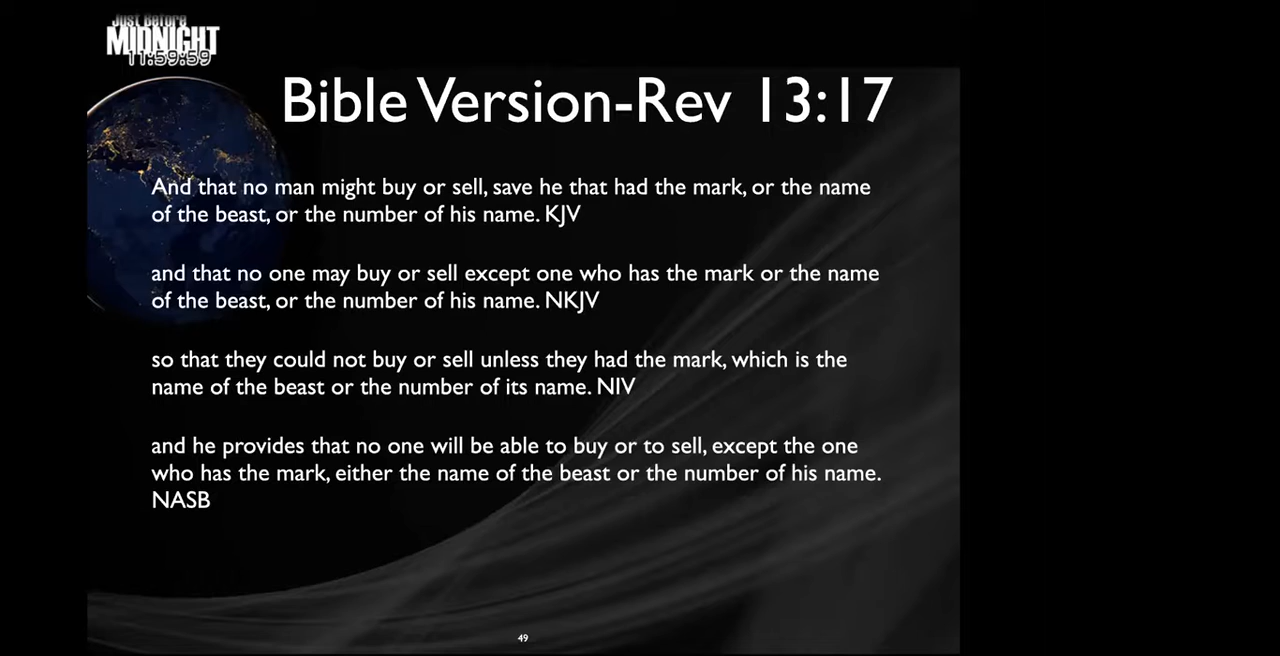 Just Before
MIDNIGHT
11:59:59
Bible Version-Rev 13:17
And that no man might buy or sell, save he that had the mark, or the name
of the beast, or the number of his name. KJV
and that no one may buy or sell except one who has the mark or the name
of the beast, or the number of his name. NKJV
so that they could not buy or sell unless they had the mark, which is the
name of the beast or the number of its name. NIV
and he provides that no one will be able to buy or to sell, except the one
who has the mark, either the name of the beast or the number of his name.
NASB
49